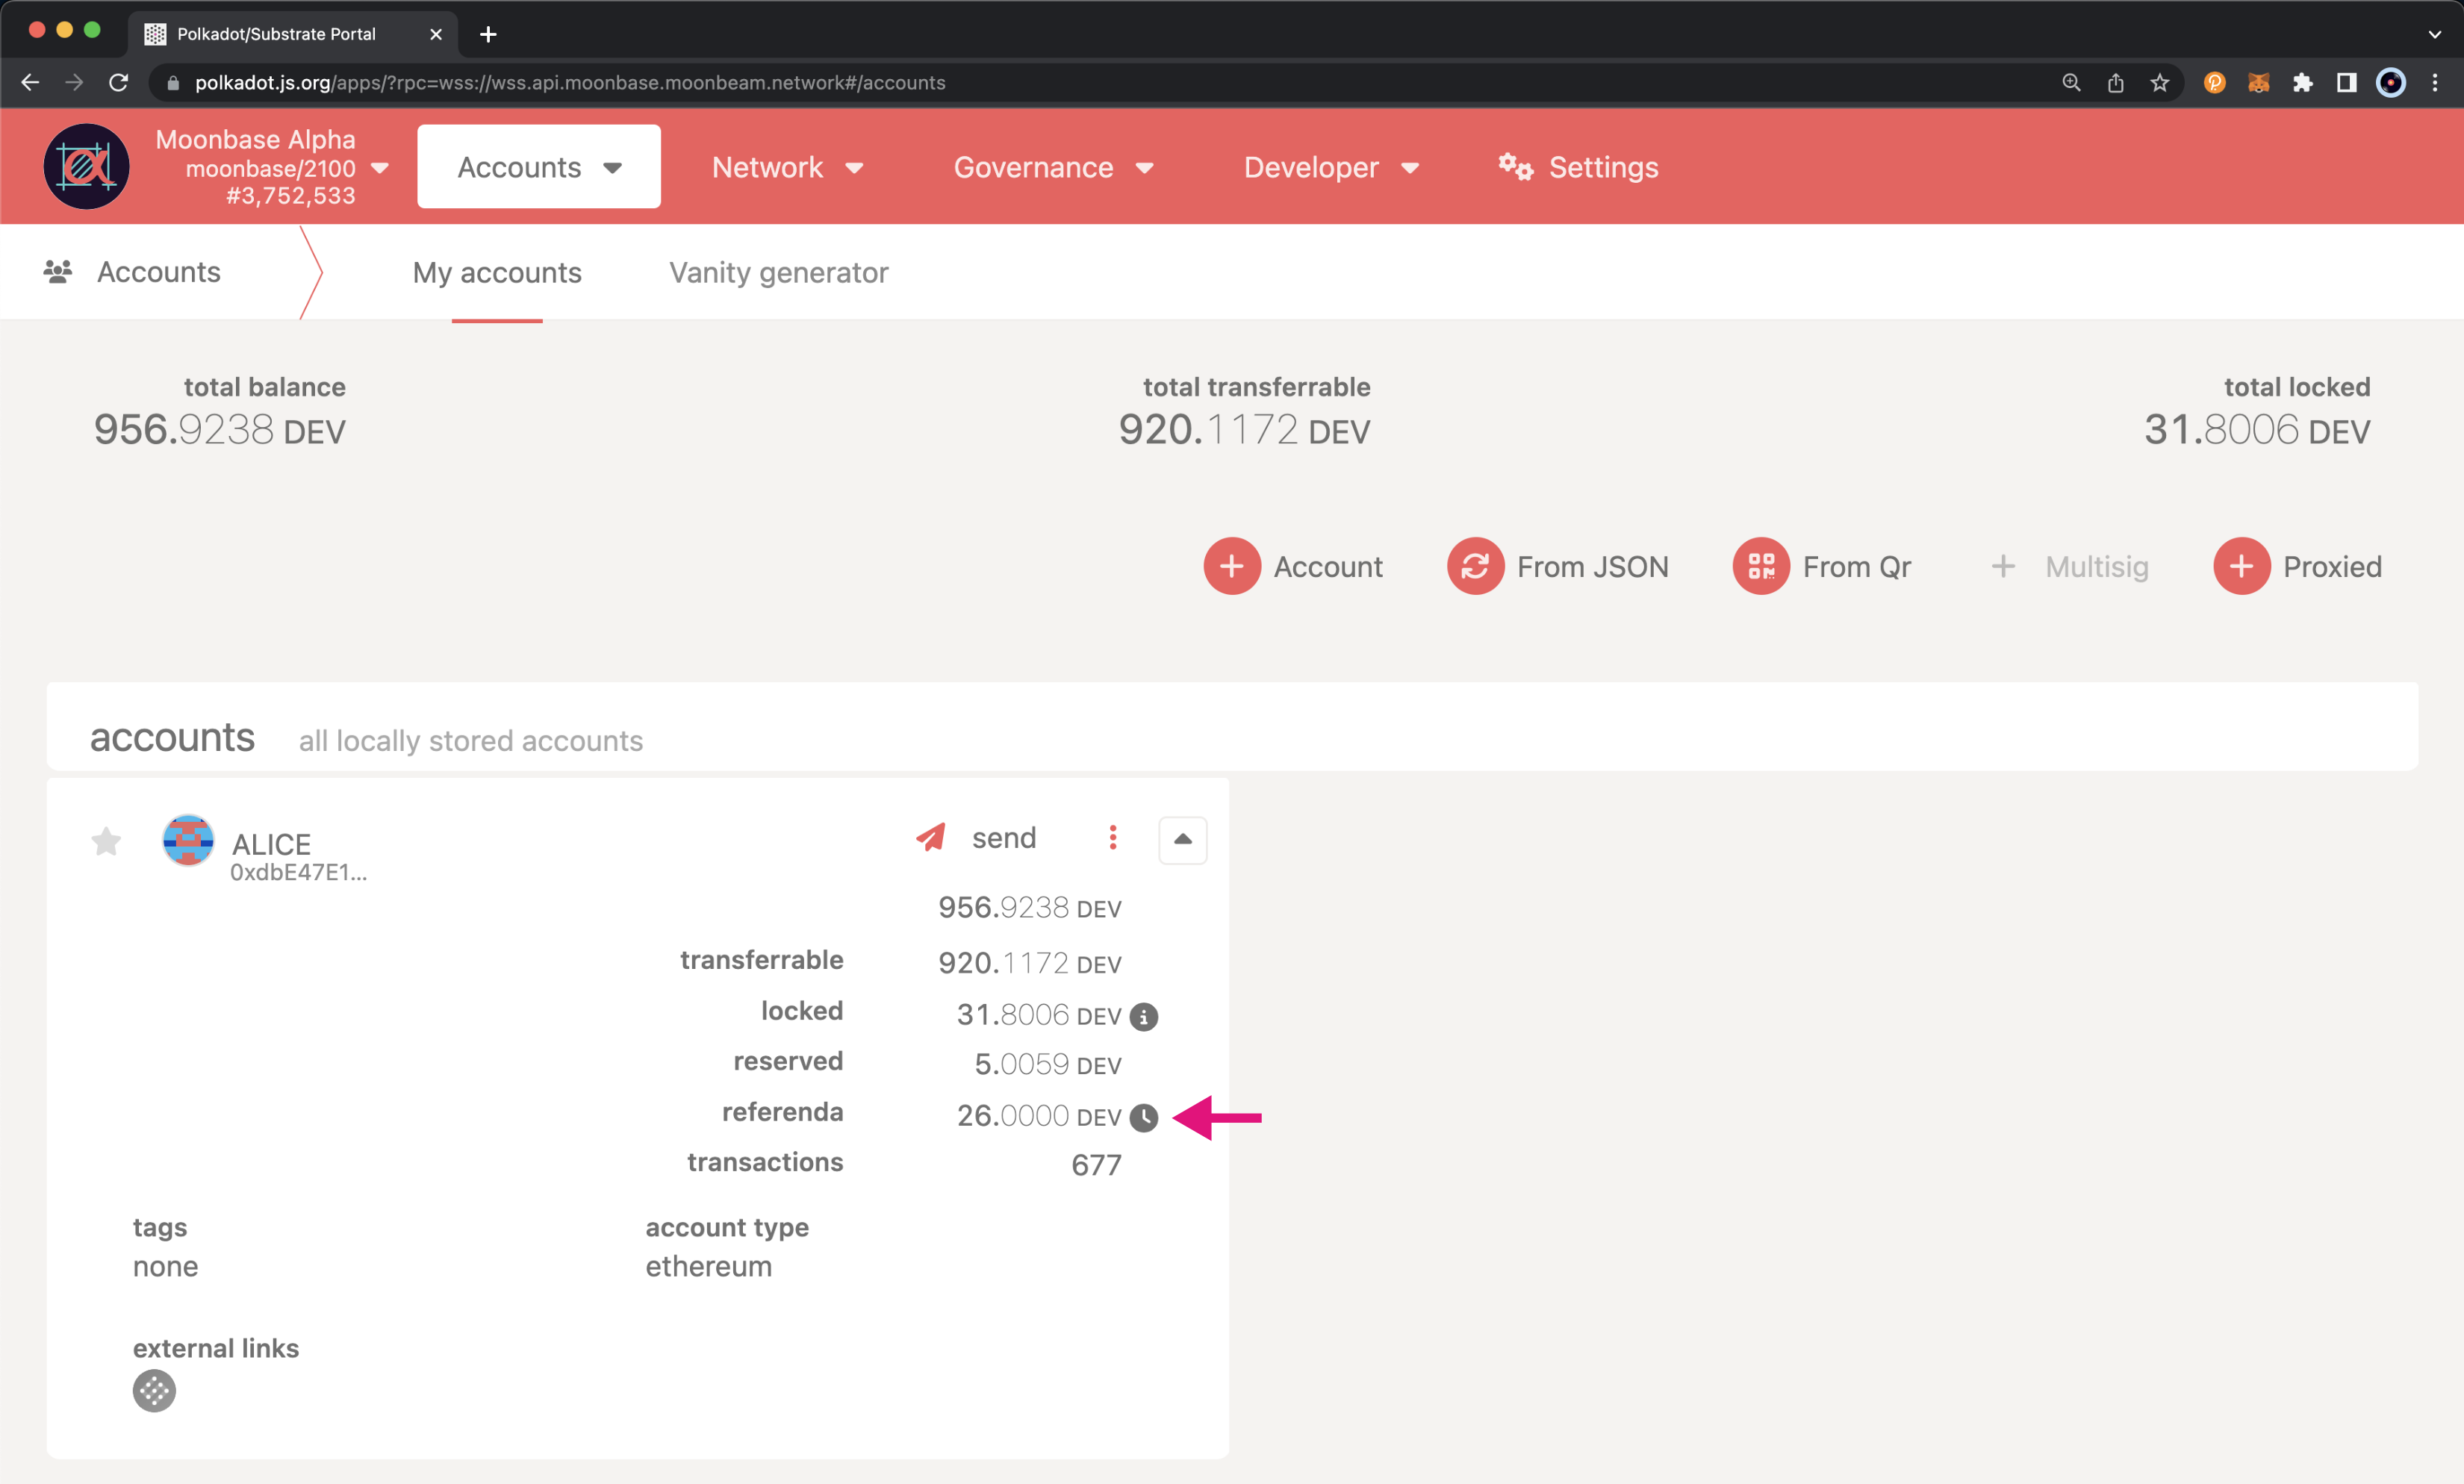 Polkadot/Substrate Portal
polkadot.js.org/apps/?rpc=wss://wss.api.moonbase.moonbeam.network#/accounts
Moonbase Alpha
moonbase/2100
#3,752,533
Accounts
Network
Governance
Developer
Settings
Accounts
My accounts
Vanity generator
total balance
956.9238 DEV
total transferrable
920.1172 DEV
total locked
31.8006 DEV
Account
From JSON
From Qr
Multisig
Proxied
accounts all locally stored accounts
ALICE
0xdbE47E1...
send
956.9238 DEV
transferrable 920.1172 DEV
locked 31.8006 DEV
reserved 5.0059 DEV
referenda 26.0000 DEV
transactions 677
tags
none
account type
ethereum
external links